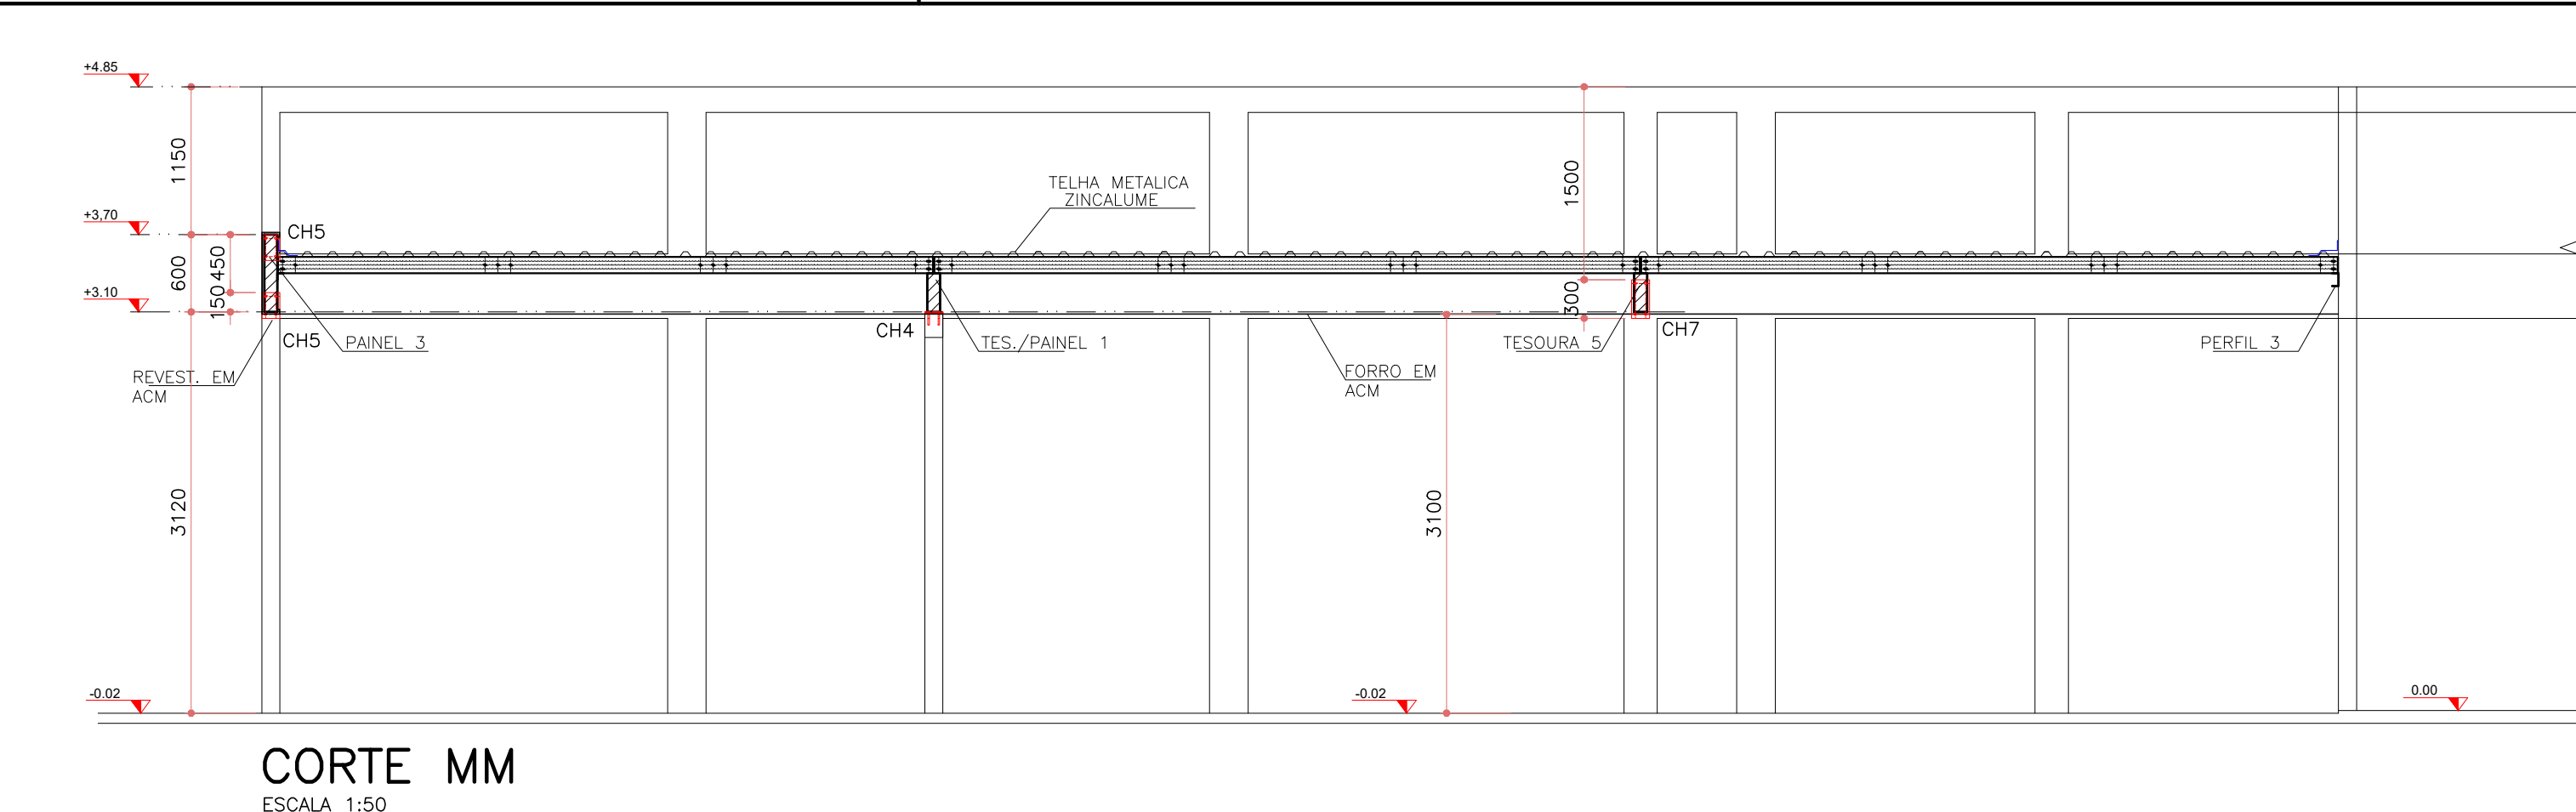 +4.85
1150
1500
TELHA METALICA
ZINCALUME
+3,70
CH5
600
450
150
+3.10
300
CH5
PAINEL 3
CH4
TES./PAINEL 1
TESOURA 5
CH7
PERFIL 3
REVEST. EM
ACM
FORRO EM
ACM
3120
3100
-0.02
-0.02
0.00
CORTE MM
ESCALA 1:50